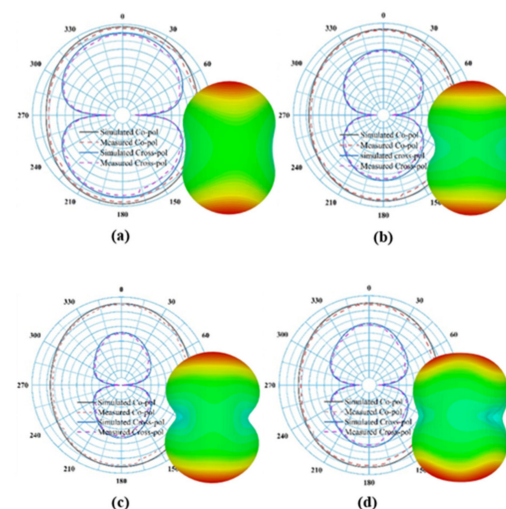 0
330
30
300
60
270
240
210
180
150
Simulated Co-pol
Measured Co-pol
Simulated Cross-pol
Measured Cross-pol
(a)
0
330
30
300
60
270
240
210
180
Simulated Co-pol
Measured Co-pol
simulated cross-pol
Measured Cross-pol
(b)
0
330
30
300
60
270
240
210
180
Simulated Co-pol
Measured Co-pol
Simulated Cross-pol
Measured Cross-pol
(c)
0
330
30
300
60
270
240
210
180
Simulated Co-pol
Measured Co-pol
Simulated Cross-pol
Measured Cross-pol
(d)